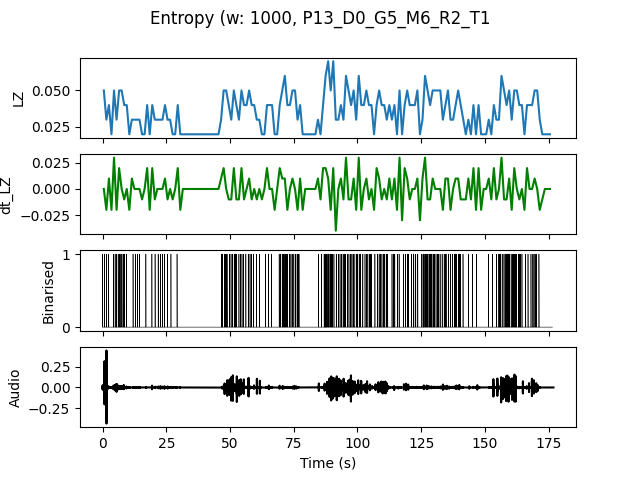 Entropy (w: 1000, P13_D0_G5_M6_R2_T1
0.050
0.025
LZ
0.025
0.000
−0.025
dt_LZ
1
0
Binarised
0.25
0.00
−0.25
Audio
0 25 50 75 100 125 150 175
Time (s)